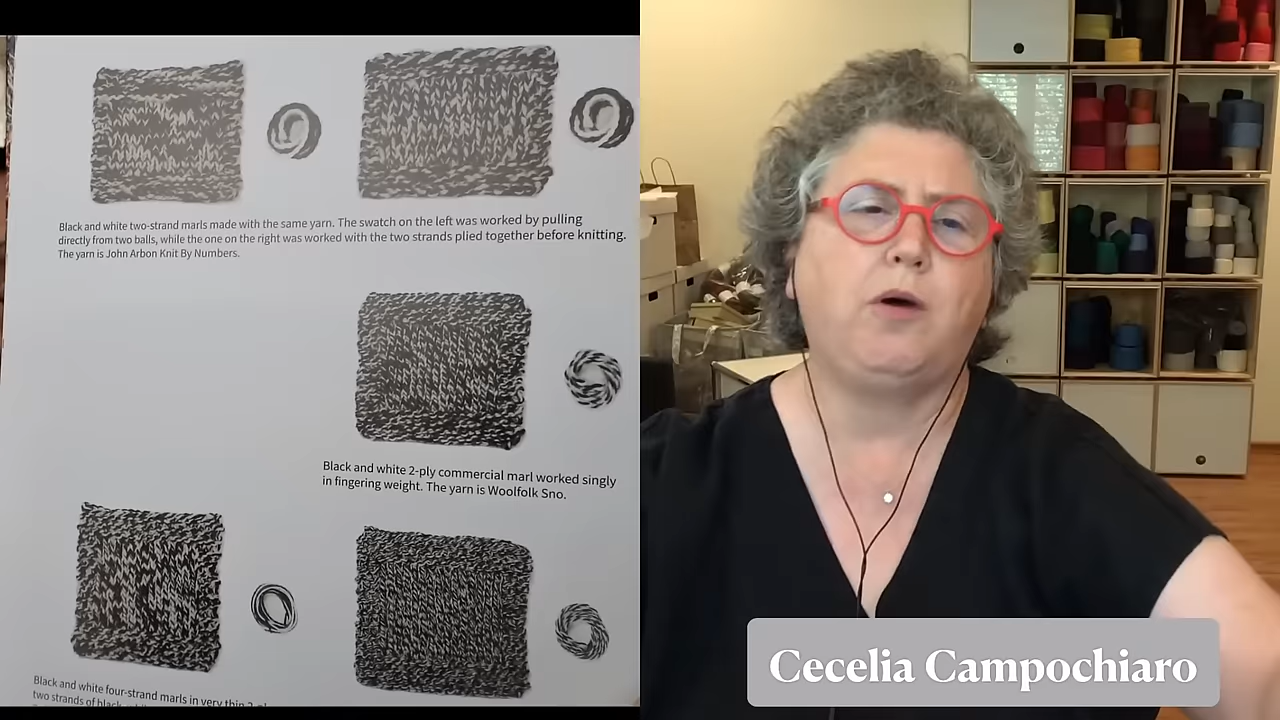 Black and white two-strand marls made with the same yarn. The swatch on the left was worked by pulling
directly from two balls, while the one on the right was worked with the two strands plied together before knitting.
The yarn is John Arbon Knit By Numbers.
Black and white 2-ply commercial marl worked singly
in fingering weight. The yarn is Woolfolk Sno.
Black and white four-strand marls in very thin
two strands of black
Cecelia Campochiaro